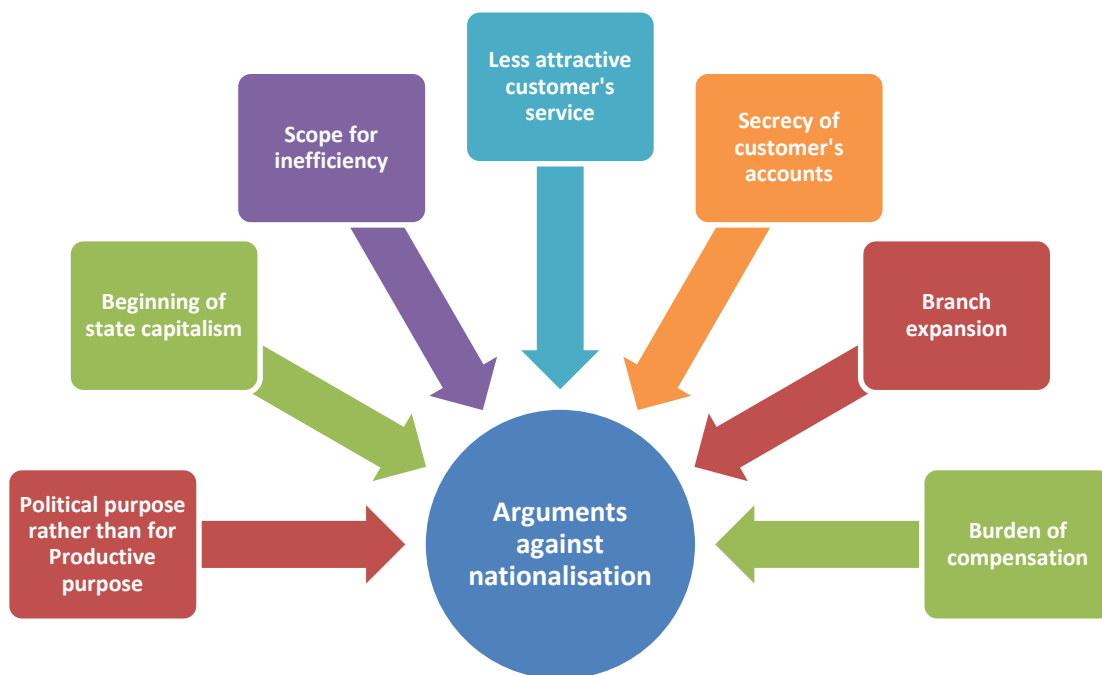 Less attractive
customer's
service
Scope for
inefficiency
Secrecy of
customer's
accounts
Beginning of
state capitalism
Branch
expansion
Political purpose
rather than for
Productive
purpose
Arguments
against
nationalisation
Burden of
compensation